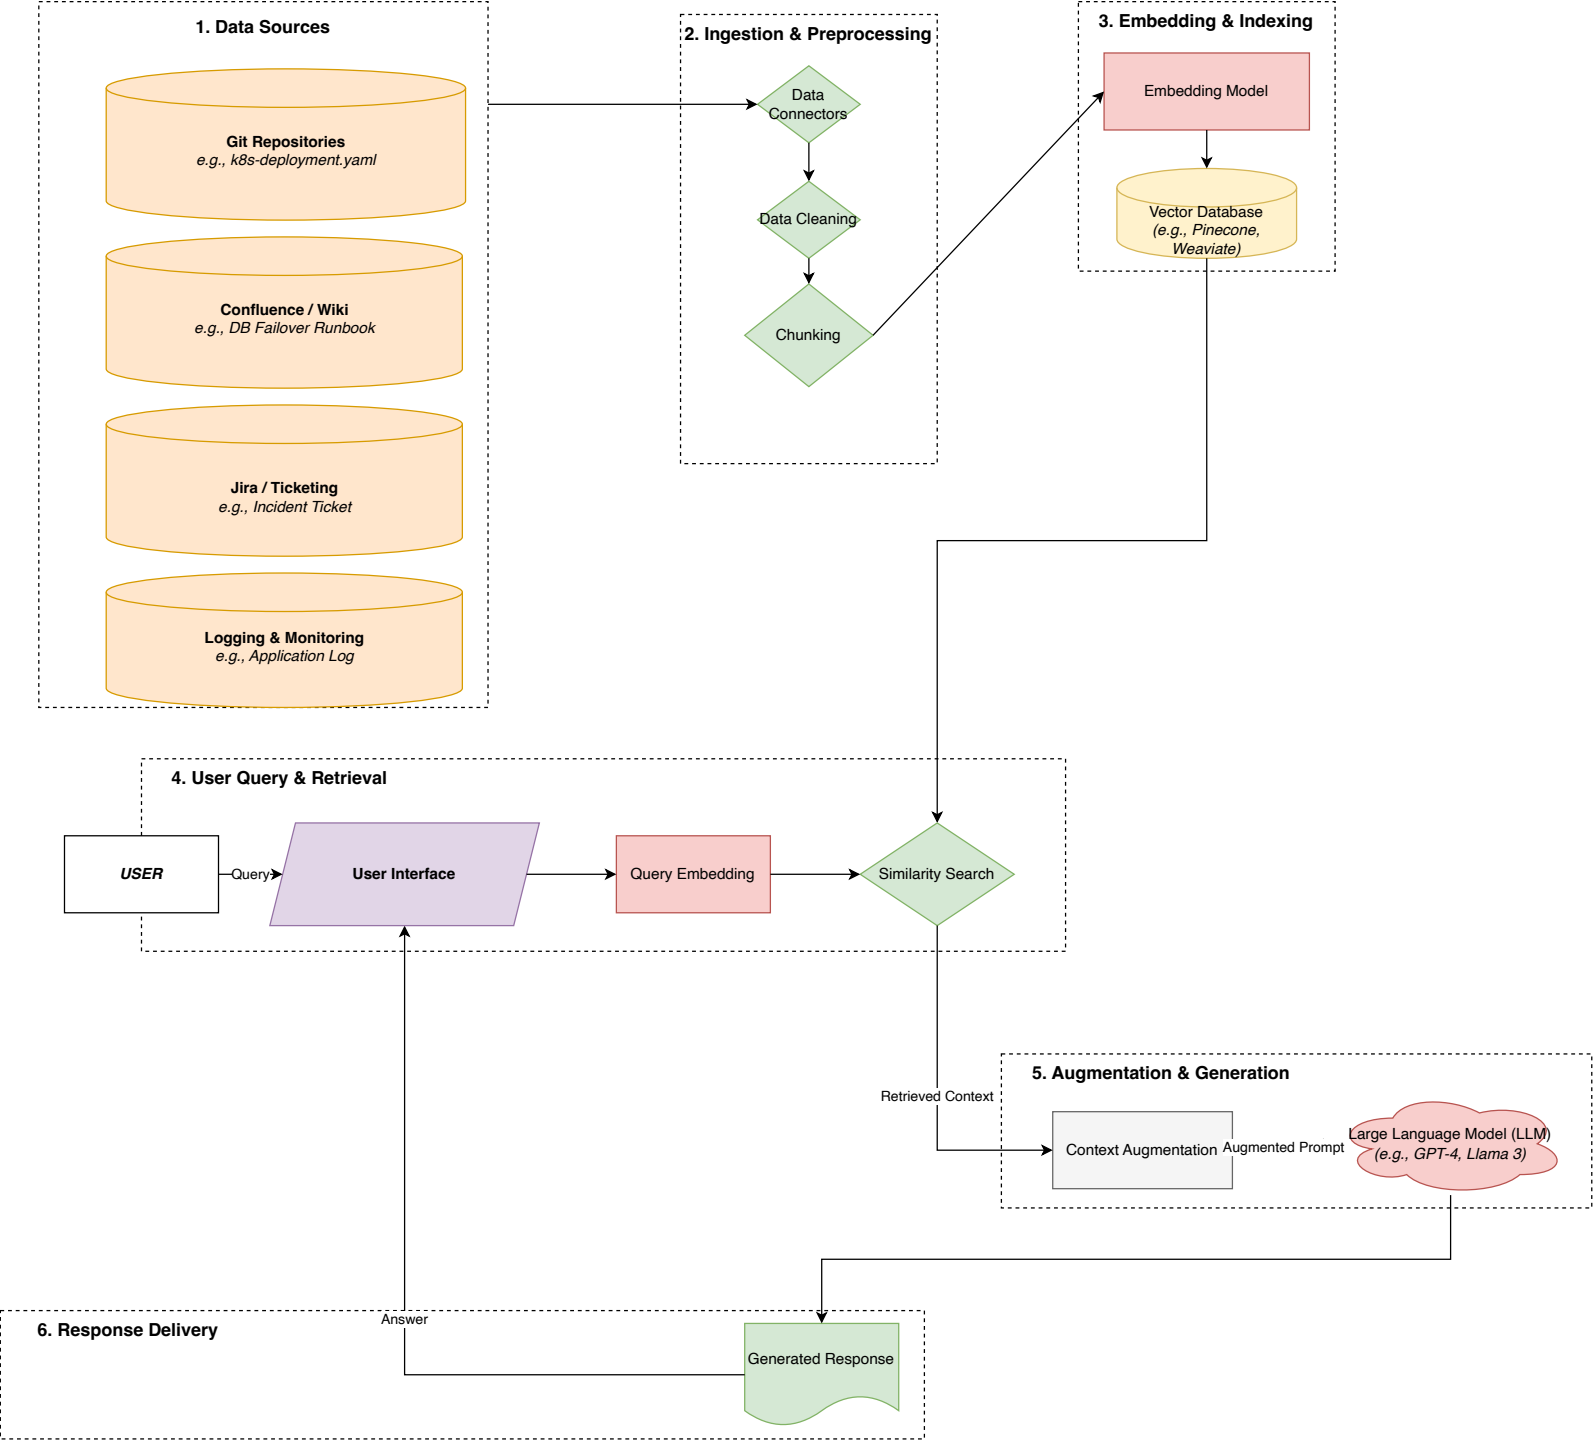 1. Data Sources
Git Repositories
e.g., k8s-deployment.yaml
Confluence / Wiki
e.g., DB Failover Runbook
Jira / Ticketing
e.g., Incident Ticket
Logging & Monitoring
e.g., Application Log
2. Ingestion & Preprocessing
Data
Connectors
Data Cleaning
Chunking
3. Embedding & Indexing
Embedding Model
Vector Database
(e.g., Pinecone,
Weaviate)
4. User Query & Retrieval
USER
Query
User Interface
Query Embedding
Similarity Search
Retrieved Context
5. Augmentation & Generation
Context Augmentation
Augmented Prompt
Large Language Model (LLM)
(e.g., GPT-4, Llama 3)
6. Response Delivery
Answer
Generated Response